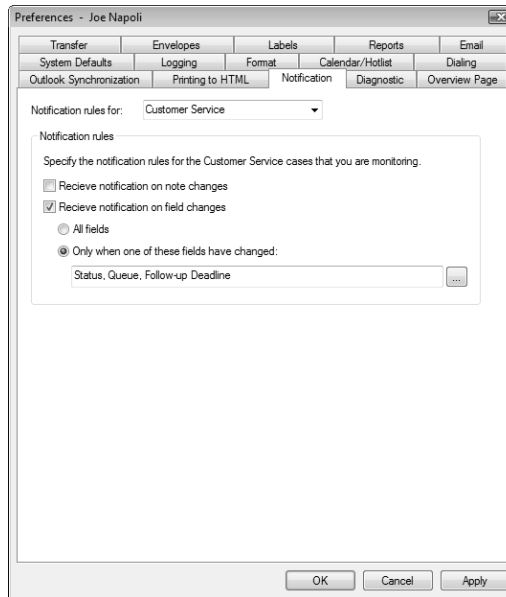 Preferences - Joe Napoli
Transfer Envelopes Labels Reports Email
System Defaults Logging Format Calendar/Hotlist Dialing
Outlook Synchronization Printing to HTML Notification Diagnostic Overview Page
Notification rules for: Customer Service
Notification rules
Specify the notification rules for the Customer Service cases that you are monitoring.
Recieve notification on note changes
Recieve notification on field changes
All fields
Only when one of these fields have changed:
Status, Queue, Follow-up Deadline
...
OK Cancel Apply